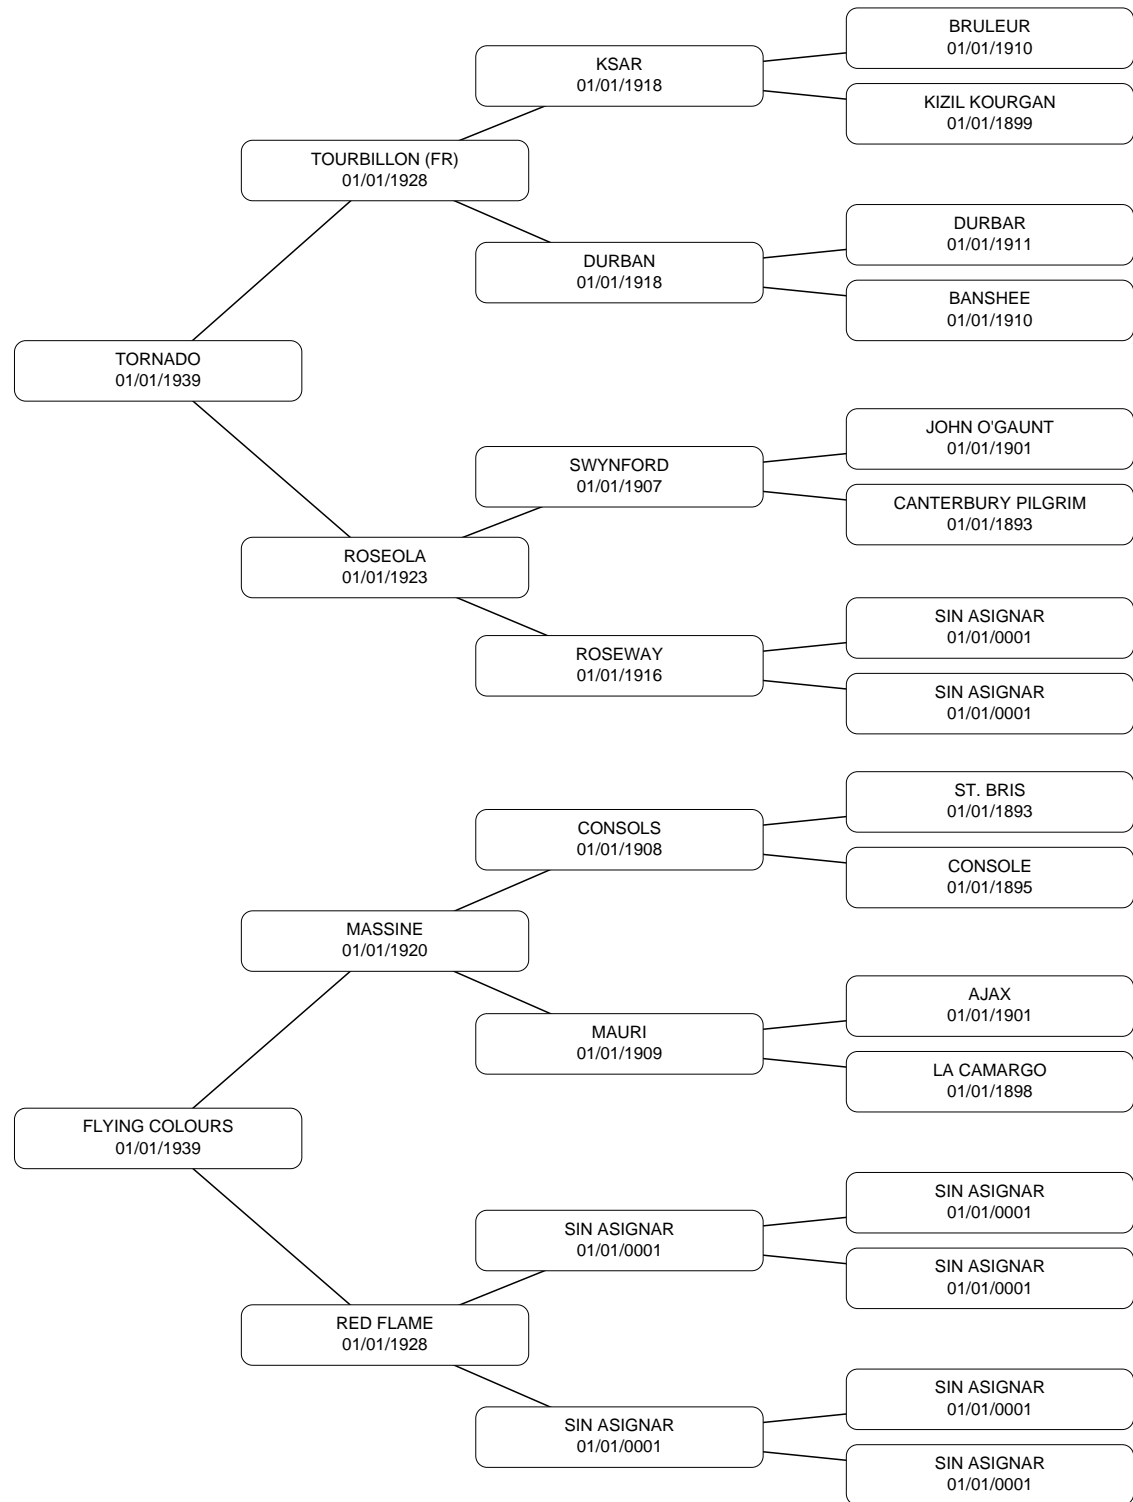 BRULEUR
01/01/1910
KSAR
01/01/1918
KIZIL KOURGAN
01/01/1899
TOURBILLON (FR)
01/01/1928
DURBAR
01/01/1911
DURBAN
01/01/1918
BANSHEE
01/01/1910
TORNADO
01/01/1939
JOHN O'GAUNT
01/01/1901
SWYNFORD
01/01/1907
CANTERBURY PILGRIM
01/01/1893
ROSEOLA
01/01/1923
SIN ASIGNAR
01/01/0001
ROSEWAY
01/01/1916
SIN ASIGNAR
01/01/0001
ST. BRIS
01/01/1893
CONSOLS
01/01/1908
CONSOLE
01/01/1895
MASSINE
01/01/1920
AJAX
01/01/1901
MAURI
01/01/1909
LA CAMARGO
01/01/1898
FLYING COLOURS
01/01/1939
SIN ASIGNAR
01/01/0001
SIN ASIGNAR
01/01/0001
SIN ASIGNAR
01/01/0001
RED FLAME
01/01/1928
SIN ASIGNAR
01/01/0001
SIN ASIGNAR
01/01/0001
SIN ASIGNAR
01/01/0001